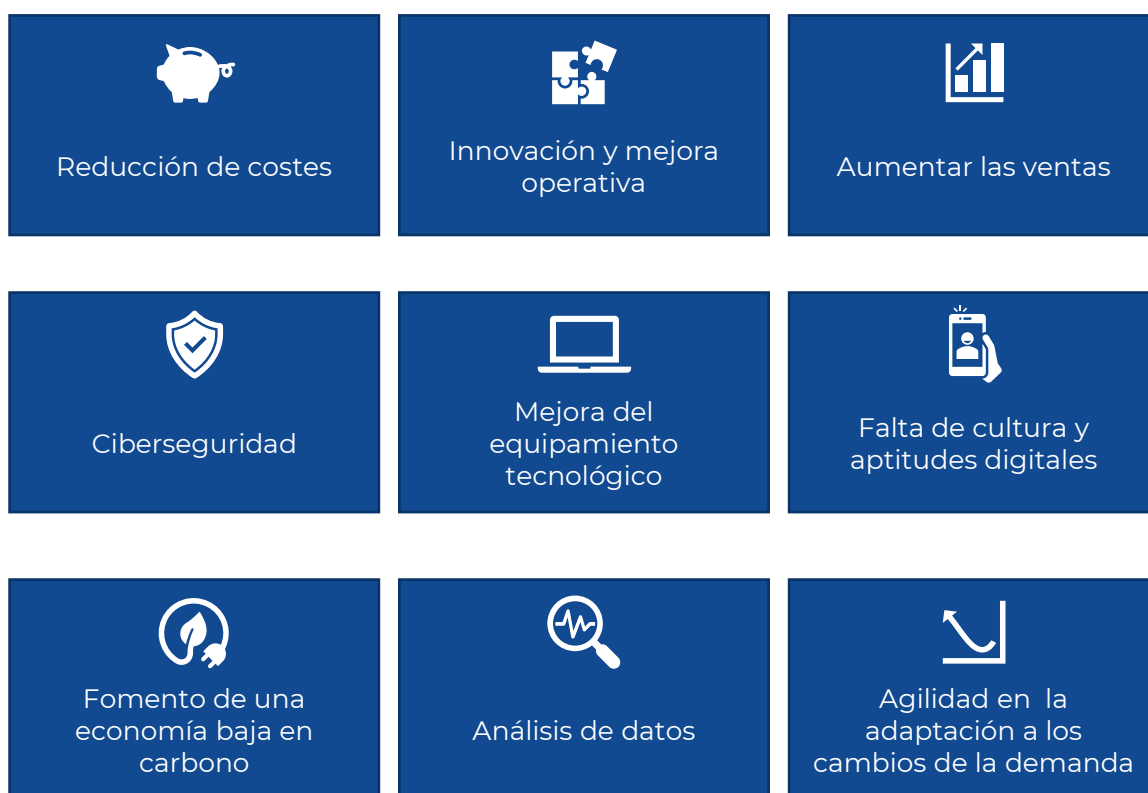 Reducción de costes
Innovación y mejora
operativa
Aumentar las ventas
Ciberseguridad
Mejora del
equipamiento
tecnológico
Falta de cultura y
aptitudes digitales
Fomento de una
economía baja en
carbono
Análisis de datos
Agilidad en  la
adaptación a los
cambios de la demanda